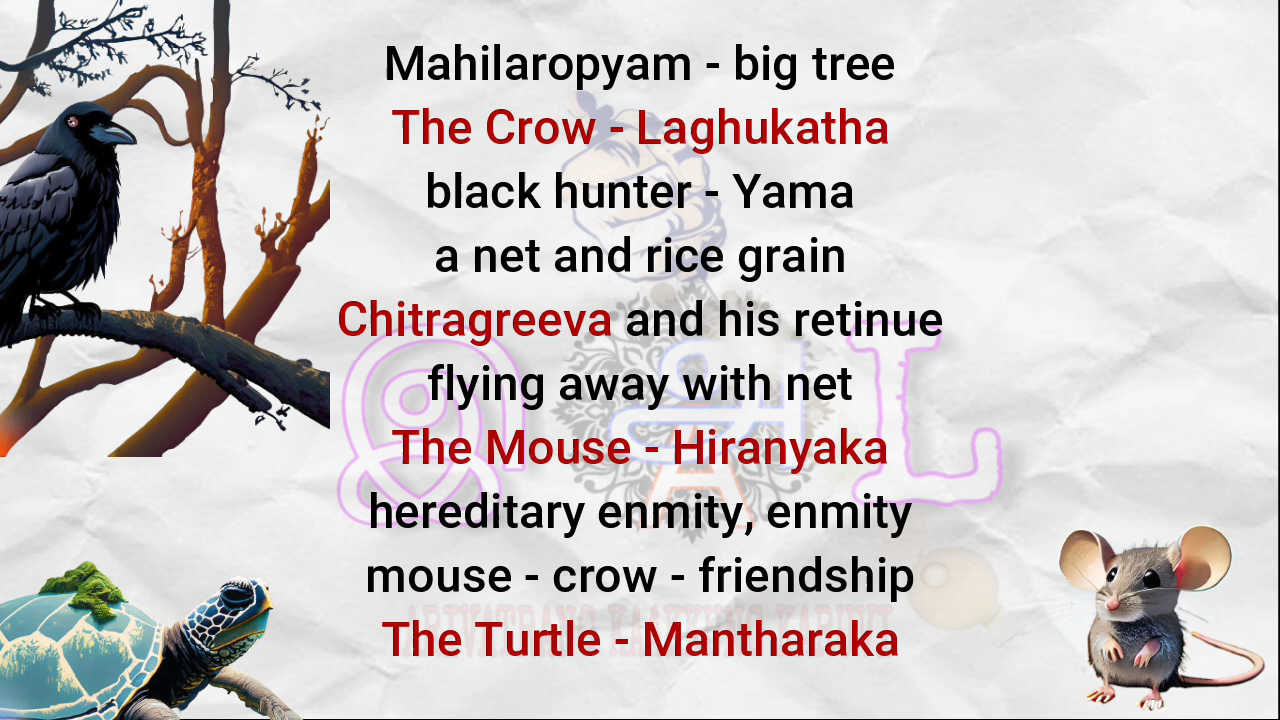 Mahilaropyam - big tree
The Crow - Laghukatha
black hunter - Yama
a net and rice grain
Chitragreeva and his retinue
flying away with net
The Mouse - Hiranyaka
hereditary enmity, enmity
mouse - crow - friendship
The Turtle - Mantharaka